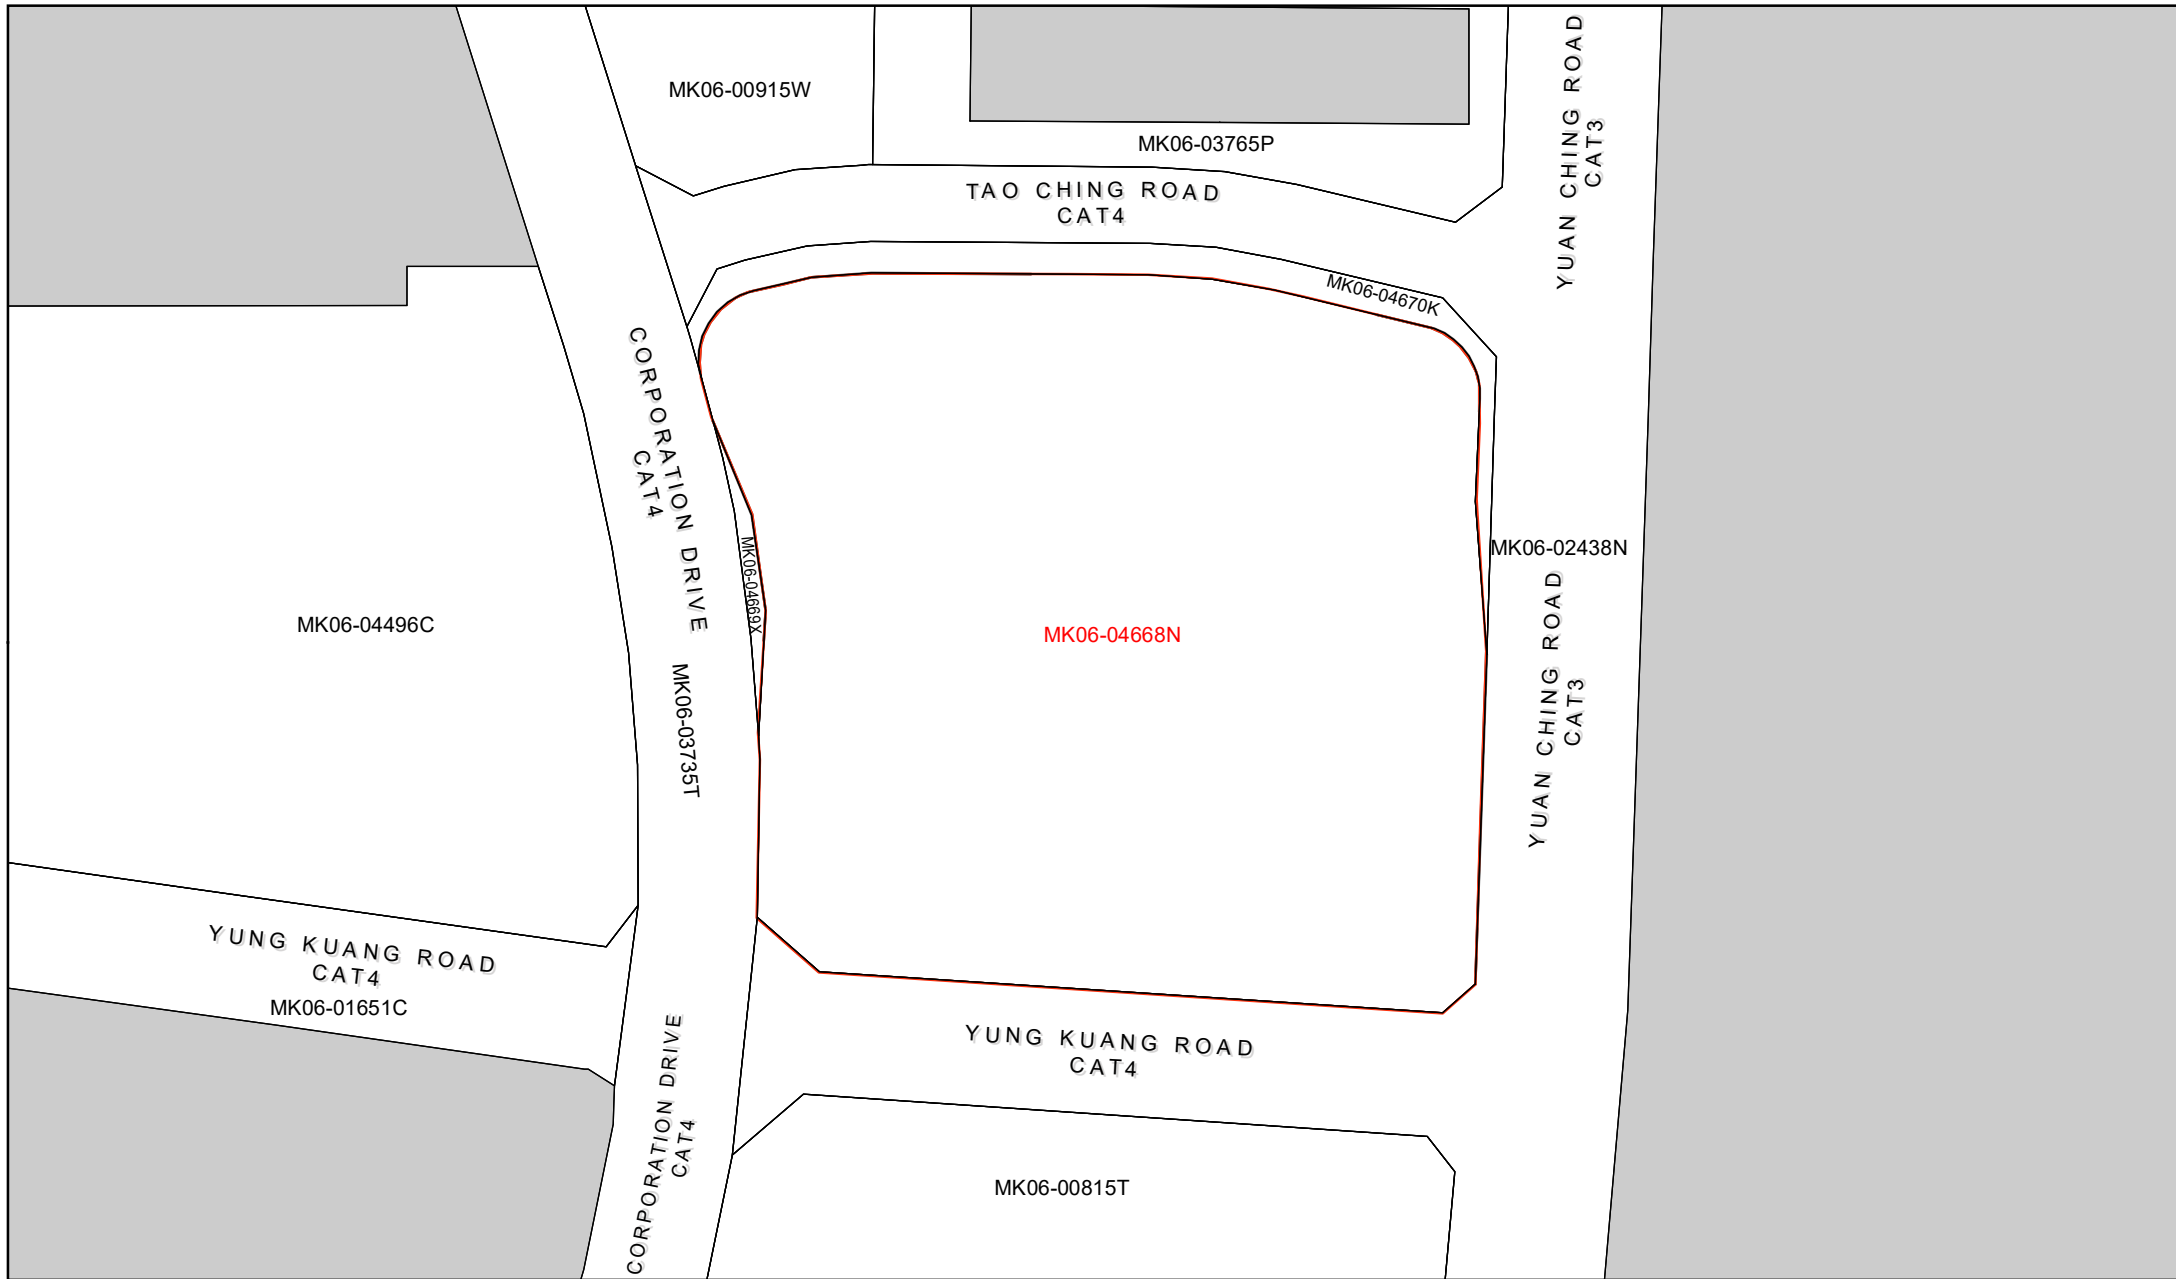 MK06-00915W
MK06-03765P
YUAN CHING ROAD
CAT3
TAO CHING ROAD
CAT4
MK06-04670K
CORPORATION DRIVE
CAT4
MK06-04669X
MK06-02438N
MK06-04496C
MK06-04668N
YUAN CHING ROAD
CAT3
MK06-03735T
YUNG KUANG ROAD
CAT4
MK06-01651C
YUNG KUANG ROAD
CAT4
CORPORATION DRIVE
CAT4
MK06-00815T